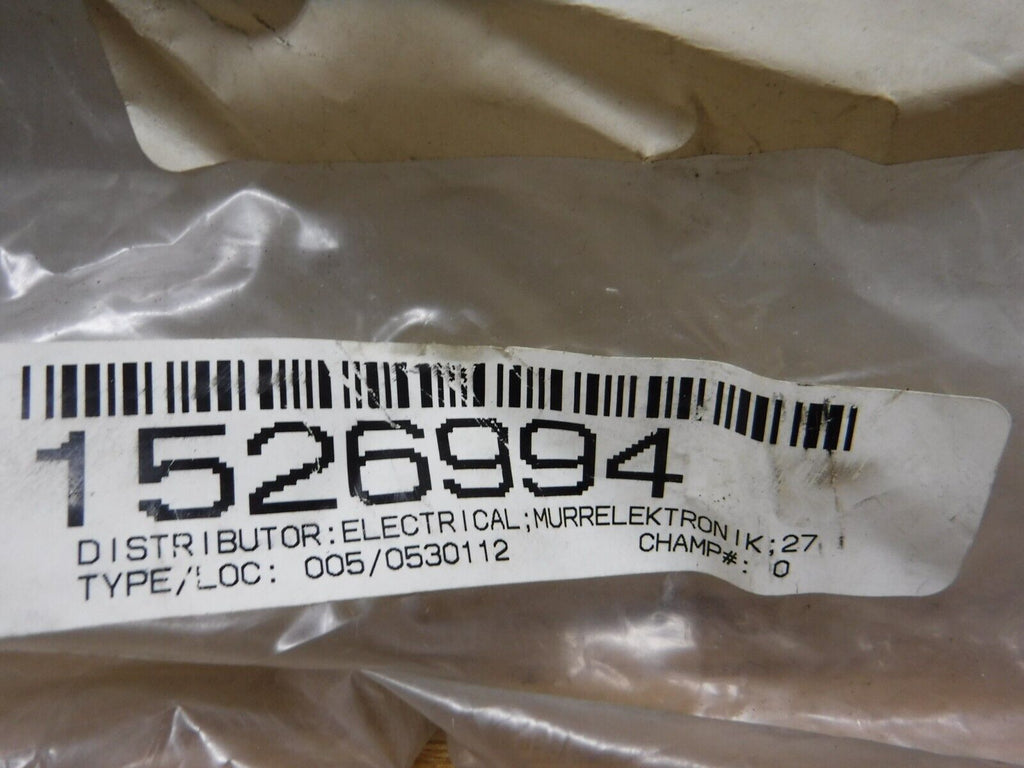 1526994
DISTRIBUTOR:ELECTRICAL;MURRELEKTRONIK;27
TYPE/LOC: 005/0530112 CHAMP#: 0